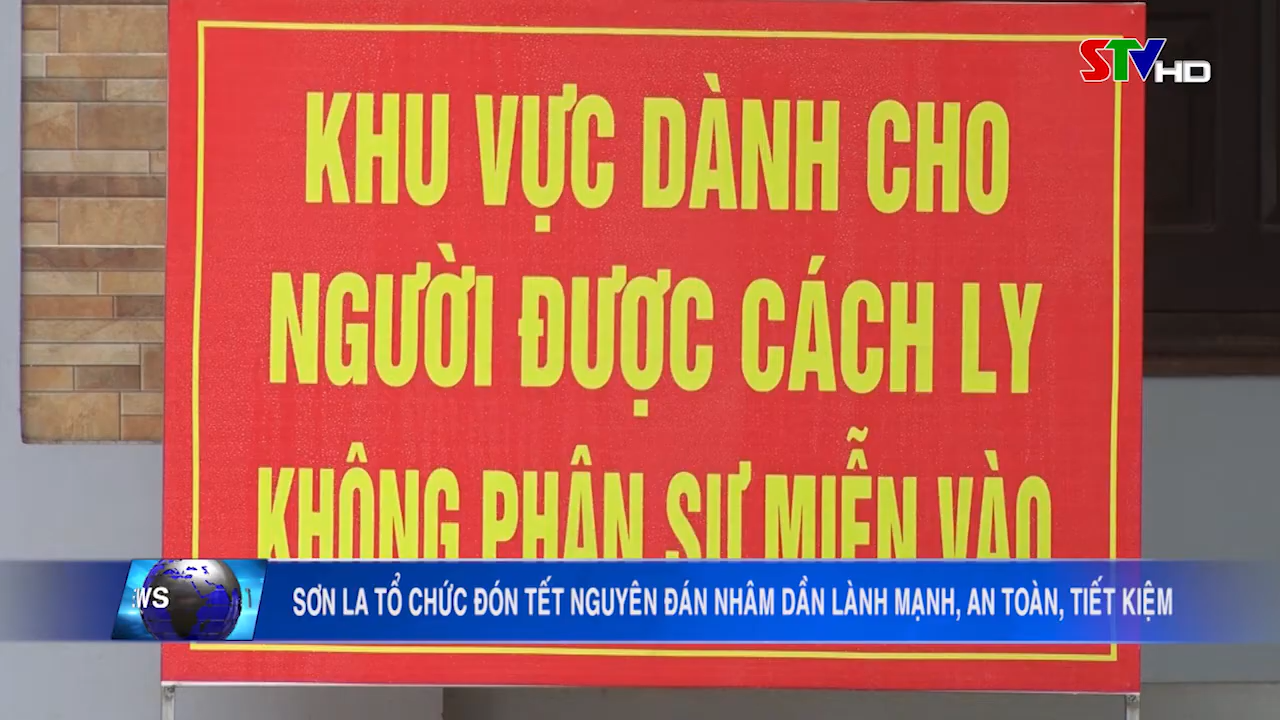 STV HD
KHU VỰC DÀNH CHO
NGƯỜI ĐƯỢC CÁCH LY
KHÔNG PHẬN SỰ MIỄN VÀO
WS
SƠN LA TỔ CHỨC ĐÓN TẾT NGUYÊN ĐÁN NHÂM DẦN LÀNH MẠNH, AN TOÀN, TIẾT KIỆM